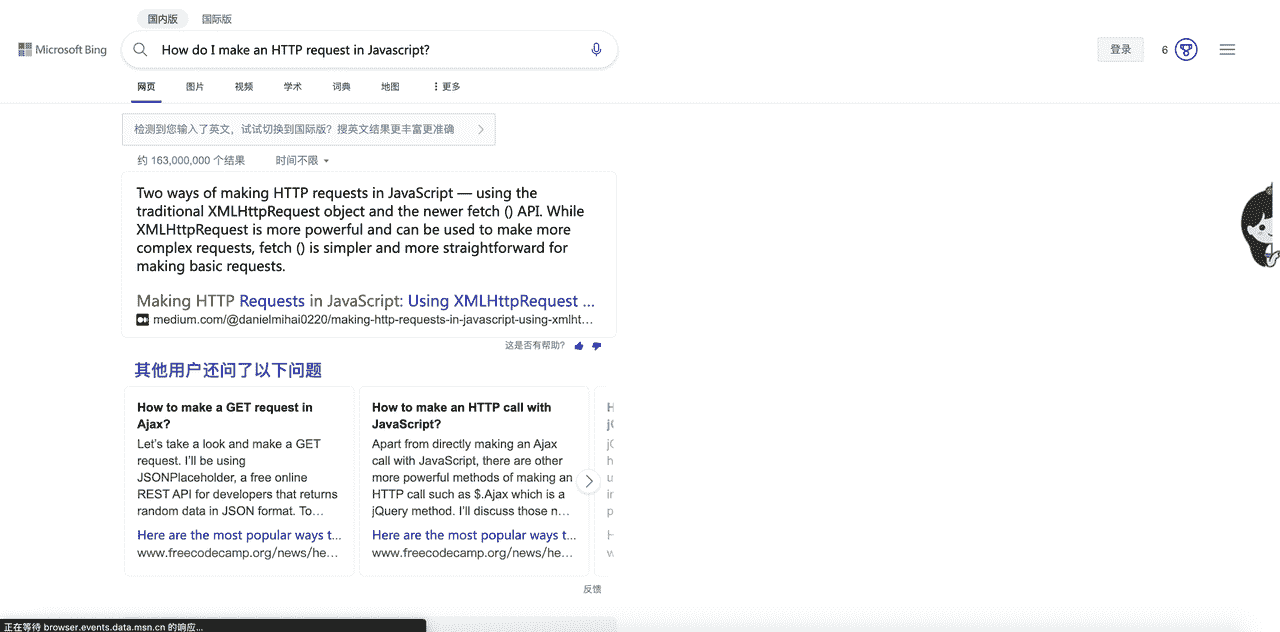 国内版 国际版
Microsoft Bing
How do I make an HTTP request in Javascript?
登录
6
网页 图片 视频 学术 词典 地图 更多
检测到您输入了英文，试试切换到国际版？搜英文结果更丰富更准确
约 163,000,000 个结果 时间不限
Two ways of making HTTP requests in JavaScript — using the
traditional XMLHttpRequest object and the newer fetch () API. While
XMLHttpRequest is more powerful and can be used to make more
complex requests, fetch () is simpler and more straightforward for
making basic requests.
Making HTTP Requests in JavaScript: Using XMLHttpRequest ...
medium.com/@danielmihai0220/making-http-requests-in-javascript-using-xmlht...
这是否有帮助?
其他用户还问了以下问题
How to make a GET request in
Ajax?
Let's take a look and make a GET
request. I'll be using
JSONPlaceholder, a free online
REST API for developers that returns
random data in JSON format. To...
Here are the most popular ways t...
www.freecodecamp.org/news/he...
How to make an HTTP call with
JavaScript?
Apart from directly making an Ajax
call with JavaScript, there are other
more powerful methods of making an
HTTP call such as $.Ajax which is a
jQuery method. I'll discuss those n...
Here are the most popular ways t...
www.freecodecamp.org/news/he...
反馈
正在等待 browser.events.data.msn.cn 的响应...